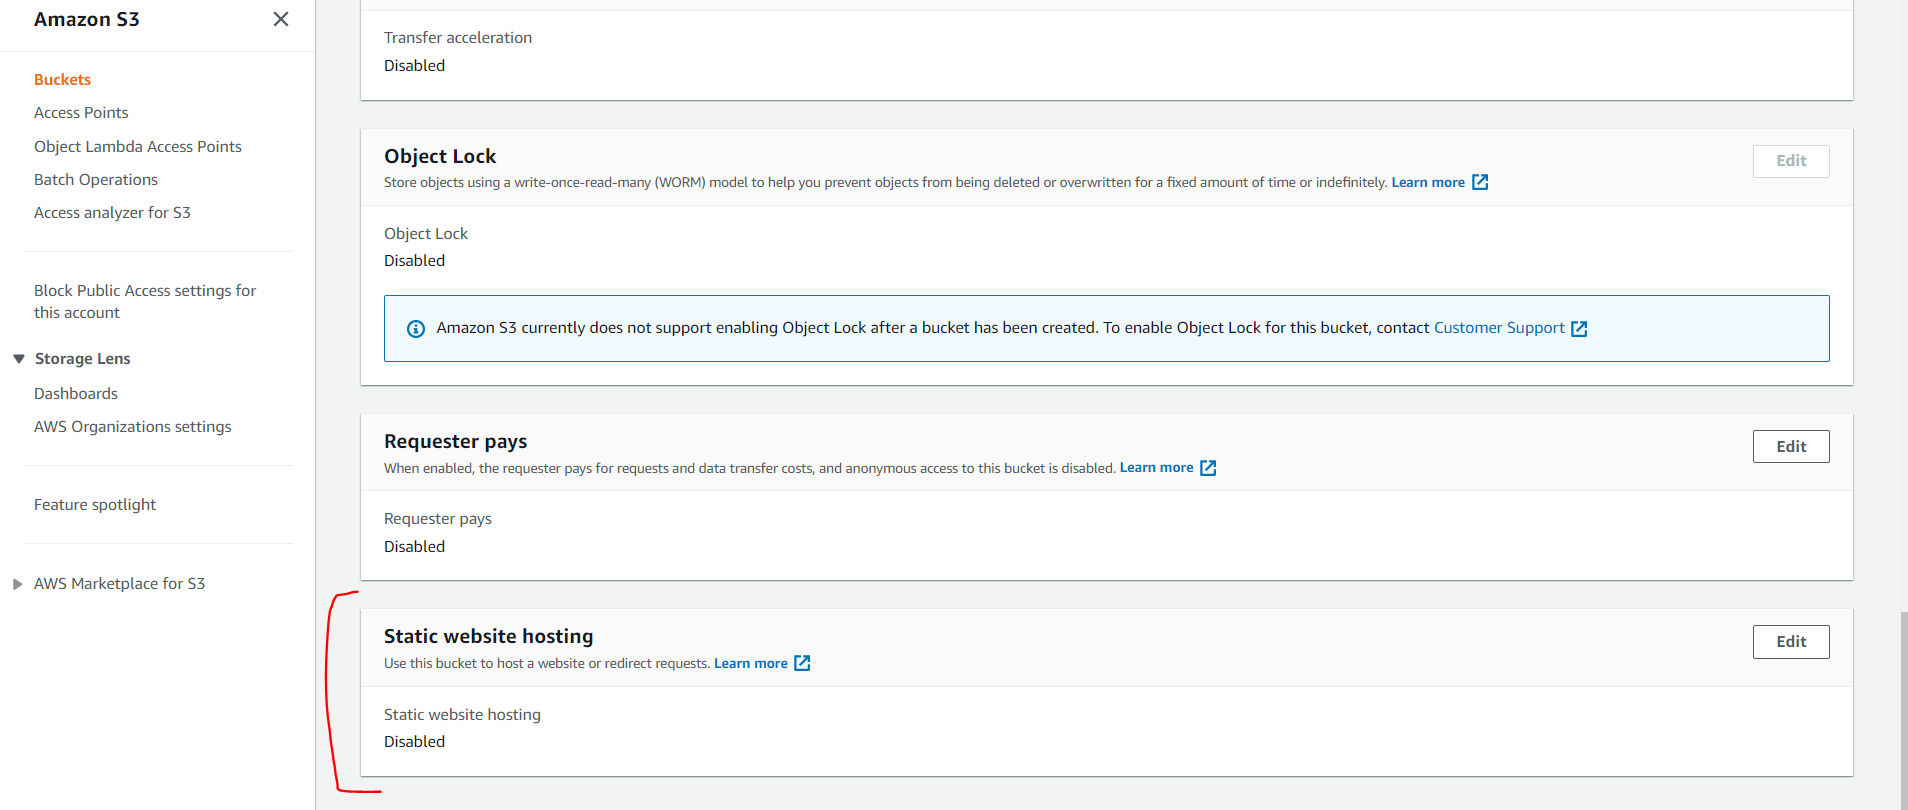 Amazon S3
Buckets
Access Points
Object Lambda Access Points
Batch Operations
Access analyzer for S3
Block Public Access settings for
this account
Storage Lens
Dashboards
AWS Organizations settings
Feature spotlight
AWS Marketplace for S3
Transfer acceleration
Disabled
Object Lock
Edit
Store objects using a write-once-read-many (WORM) model to help you prevent objects from being deleted or overwritten for a fixed amount of time or indefinitely. Learn more
Object Lock
Disabled
Amazon S3 currently does not support enabling Object Lock after a bucket has been created. To enable Object Lock for this bucket, contact Customer Support
Requester pays
Edit
When enabled, the requester pays for requests and data transfer costs, and anonymous access to this bucket is disabled. Learn more
Requester pays
Disabled
Static website hosting
Edit
Use this bucket to host a website or redirect requests. Learn more
Static website hosting
Disabled